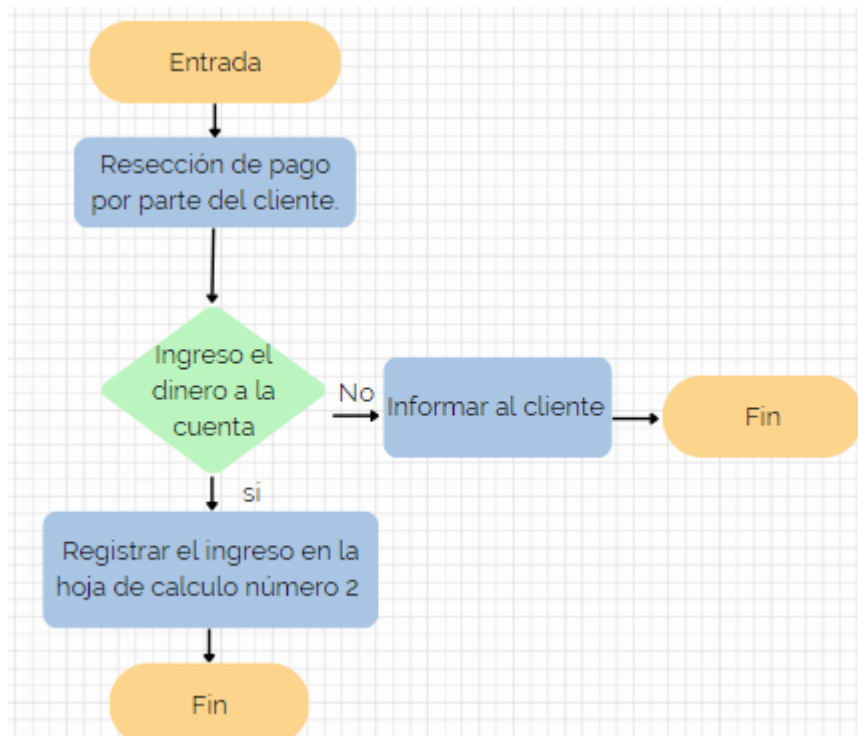 Entrada
Resección de pago
por parte del cliente.
Ingreso el
dinero a la
cuenta
No
Informar al cliente
Fin
si
Registrar el ingreso en la
hoja de calculo número 2
Fin